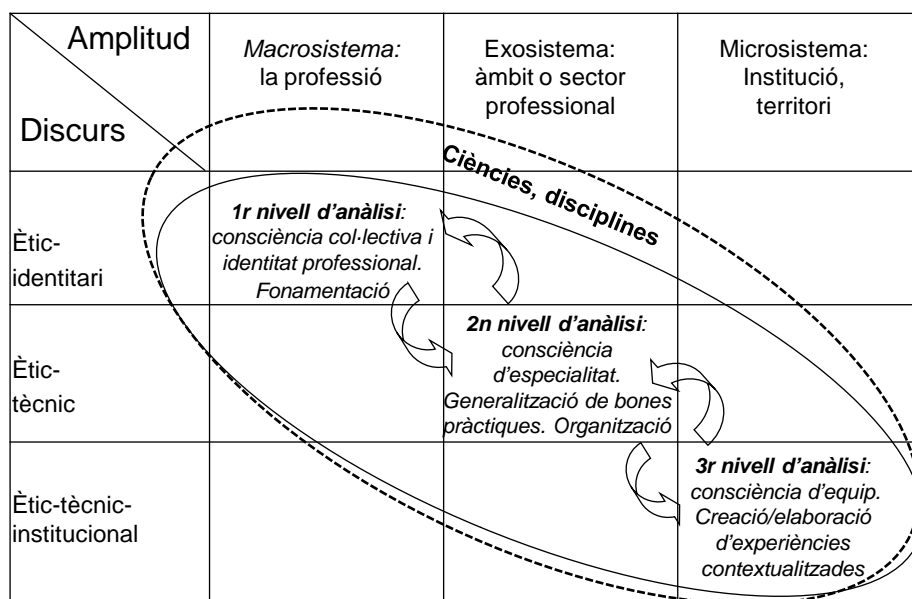 Amplitud
Discurs
Macrosistema:
la professió
Exosistema:
àmbit o sector
professional
Microsistema:
Institució,
territori
Ciències, disciplines
Ètic-
identitari
1r nivell d’anàlisi:
consciència col·lectiva i
identitat professional.
Fonamentació
Ètic-
tècnic
2n nivell d’anàlisi:
consciència
d’especialitat.
Generalització de bones
pràctiques. Organització
Ètic-tècnic-
institucional
3r nivell d’anàlisi:
consciència d’equip.
Creació/elaboració
d’experiències
contextualitzades